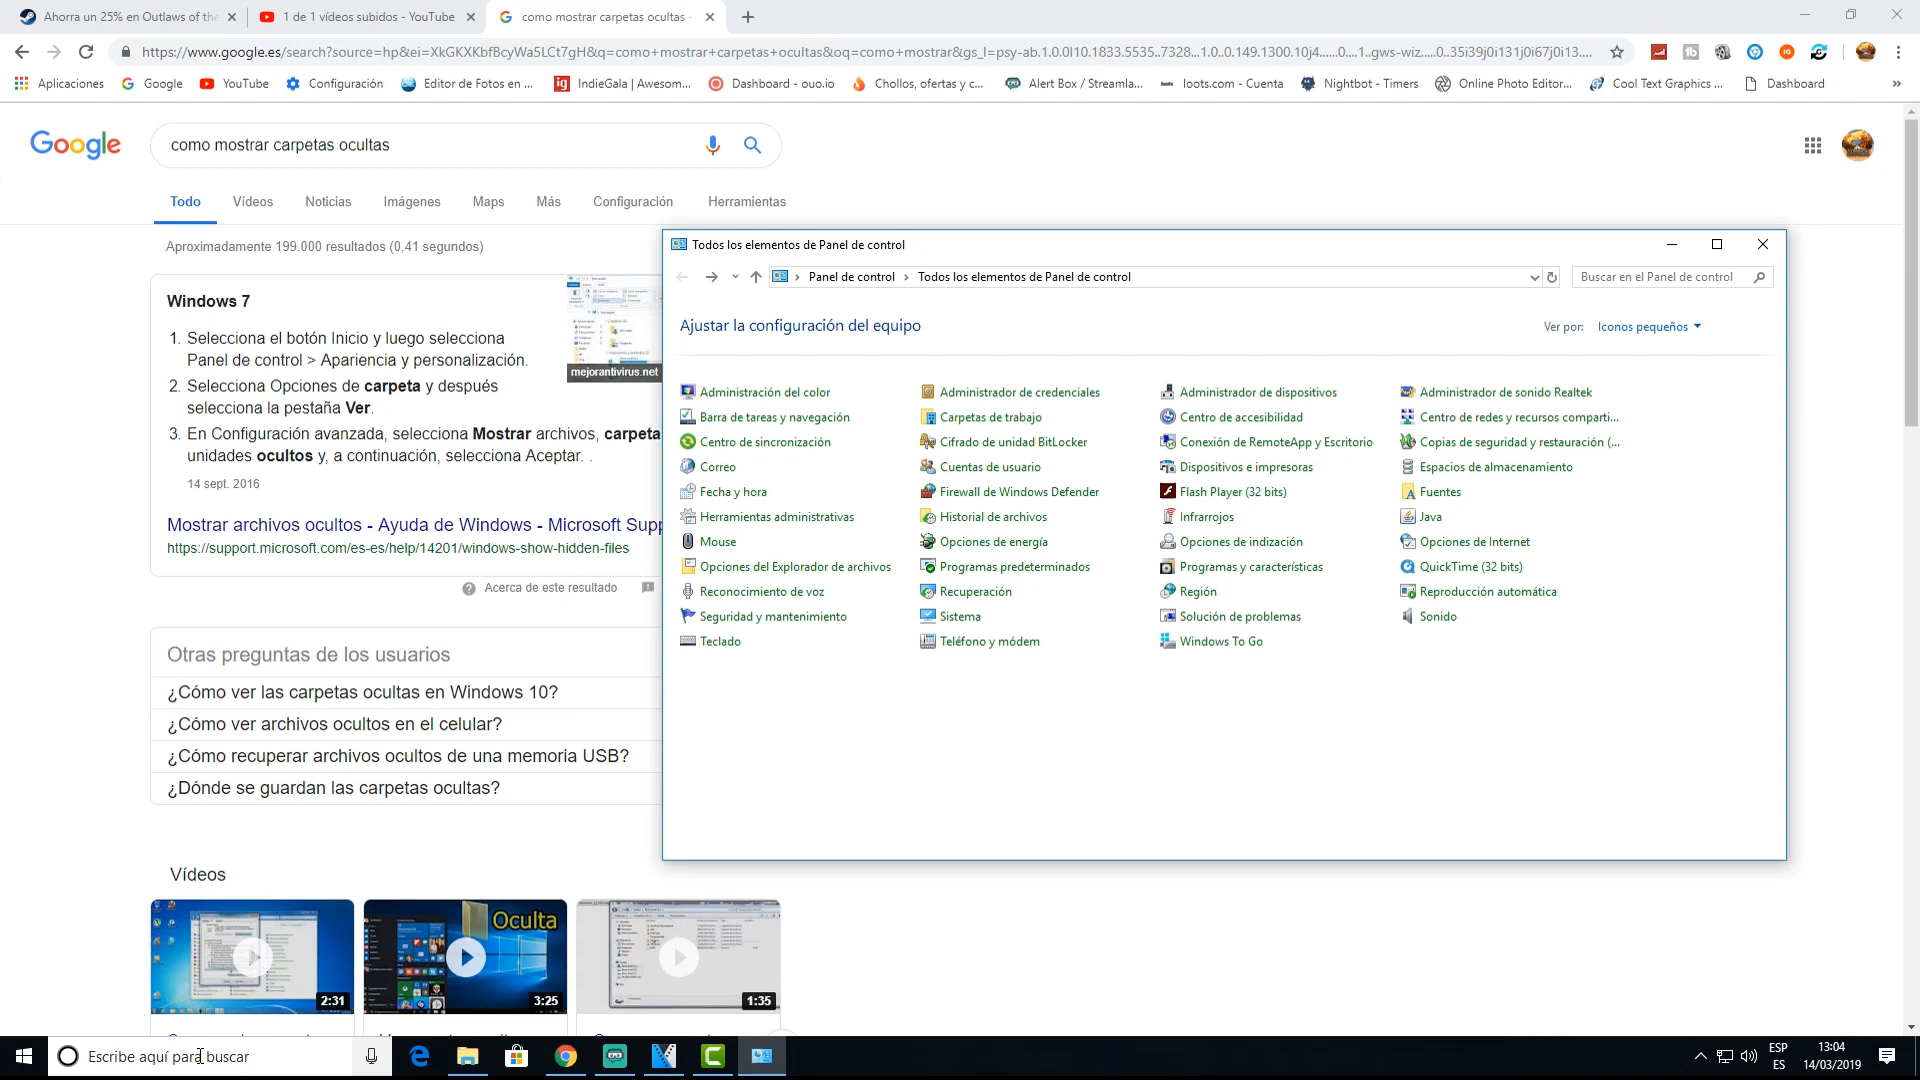 Ahorra un 25% en Outlaws of the
1 de 1 vídeos subidos - YouTube
como mostrar carpetas ocultas -
https://www.google.es/search?source=hp&ei=XkGKXKbfBcyWa5LCt7gH&q=como+mostrar+carpetas+ocultas&oq=como+mostrar&gs_l=psy-ab.1.0.0l10.1833.5535..7328...1.0..0.149.1300.10j4......0....1..gws-wiz.....0..35i39j0i131j0i67j0i13....
Aplicaciones
Google
YouTube
Configuración
Editor de Fotos en ...
IndieGala | Awesom...
Dashboard - ouo.io
Chollos, ofertas y c...
Alert Box / Streamla...
loots.com - Cuenta
Nightbot - Timers
Online Photo Editor...
Cool Text Graphics ...
Dashboard
Google
como mostrar carpetas ocultas
Todo
Vídeos
Noticias
Imágenes
Maps
Más
Configuración
Herramientas
Aproximadamente 199.000 resultados (0,41 segundos)
Windows 7
1. Selecciona el botón Inicio y luego selecciona
Panel de control > Apariencia y personalización.
2. Selecciona Opciones de carpeta y después
selecciona la pestaña Ver.
3. En Configuración avanzada, selecciona Mostrar archivos, carpeta
unidades ocultos y, a continuación, selecciona Aceptar. .
14 sept. 2016
mejorantivirus.net
Mostrar archivos ocultos - Ayuda de Windows - Microsoft Supp
https://support.microsoft.com/es-es/help/14201/windows-show-hidden-files
Acerca de este resultado
Otras preguntas de los usuarios
¿Cómo ver las carpetas ocultas en Windows 10?
¿Cómo ver archivos ocultos en el celular?
¿Cómo recuperar archivos ocultos de una memoria USB?
¿Dónde se guardan las carpetas ocultas?
Vídeos
2:31
Oculta
3:25
1:35
Todos los elementos de Panel de control
Panel de control
Todos los elementos de Panel de control
Buscar en el Panel de control
Ajustar la configuración del equipo
Ver por: Iconos pequeños
Administración del color
Administrador de credenciales
Administrador de dispositivos
Administrador de sonido Realtek
Barra de tareas y navegación
Carpetas de trabajo
Centro de accesibilidad
Centro de redes y recursos comparti...
Centro de sincronización
Cifrado de unidad BitLocker
Conexión de RemoteApp y Escritorio
Copias de seguridad y restauración (...
Correo
Cuentas de usuario
Dispositivos e impresoras
Espacios de almacenamiento
Fecha y hora
Firewall de Windows Defender
Flash Player (32 bits)
Fuentes
Herramientas administrativas
Historial de archivos
Infrarrojos
Java
Mouse
Opciones de energía
Opciones de indización
Opciones de Internet
Opciones del Explorador de archivos
Programas predeterminados
Programas y características
QuickTime (32 bits)
Reconocimiento de voz
Recuperación
Región
Reproducción automática
Seguridad y mantenimiento
Sistema
Solución de problemas
Sonido
Teclado
Teléfono y módem
Windows To Go
Escribe aquí para buscar
ESP
ES
13:04
14/03/2019